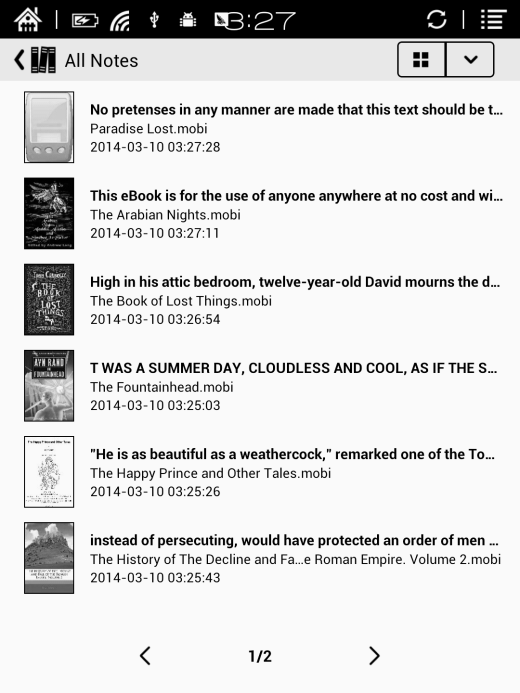 3:27
All Notes
No pretenses in any manner are made that this text should be t...
Paradise Lost.mobi
2014-03-10 03:27:28
This eBook is for the use of anyone anywhere at no cost and wi...
The Arabian Nights.mobi
2014-03-10 03:27:11
High in his attic bedroom, twelve-year-old David mourns the d...
The Book of Lost Things.mobi
2014-03-10 03:26:54
THE BOOK OF LOST THINGS
T WAS A SUMMER DAY, CLOUDLESS AND COOL, AS IF THE S...
The Fountainhead.mobi
2014-03-10 03:25:03
AYN RAND
FOUNTAINHEAD
"He is as beautiful as a weathercock," remarked one of the To...
The Happy Prince and Other Tales.mobi
2014-03-10 03:25:26
The Happy Prince and Other Tales
instead of persecuting, would have protected an order of men ...
The History of The Decline and Fa...e Roman Empire. Volume 2.mobi
2014-03-10 03:25:43
1/2